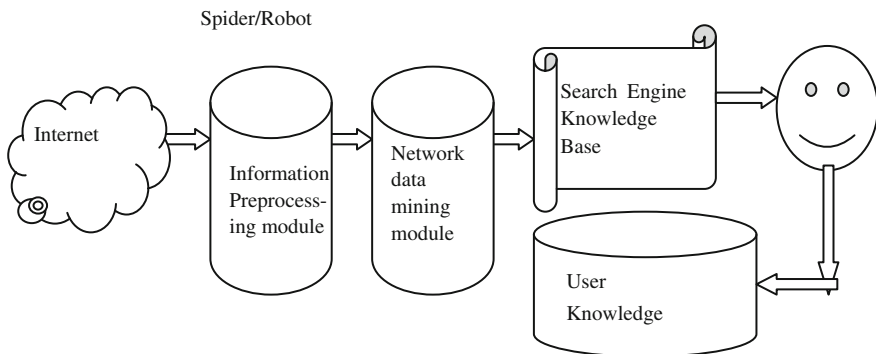 Spider/Robot
Internet
Information
Preprocess-
ing module
Network
data
mining
module
Search Engine
Knowledge
Base
User
Knowledge